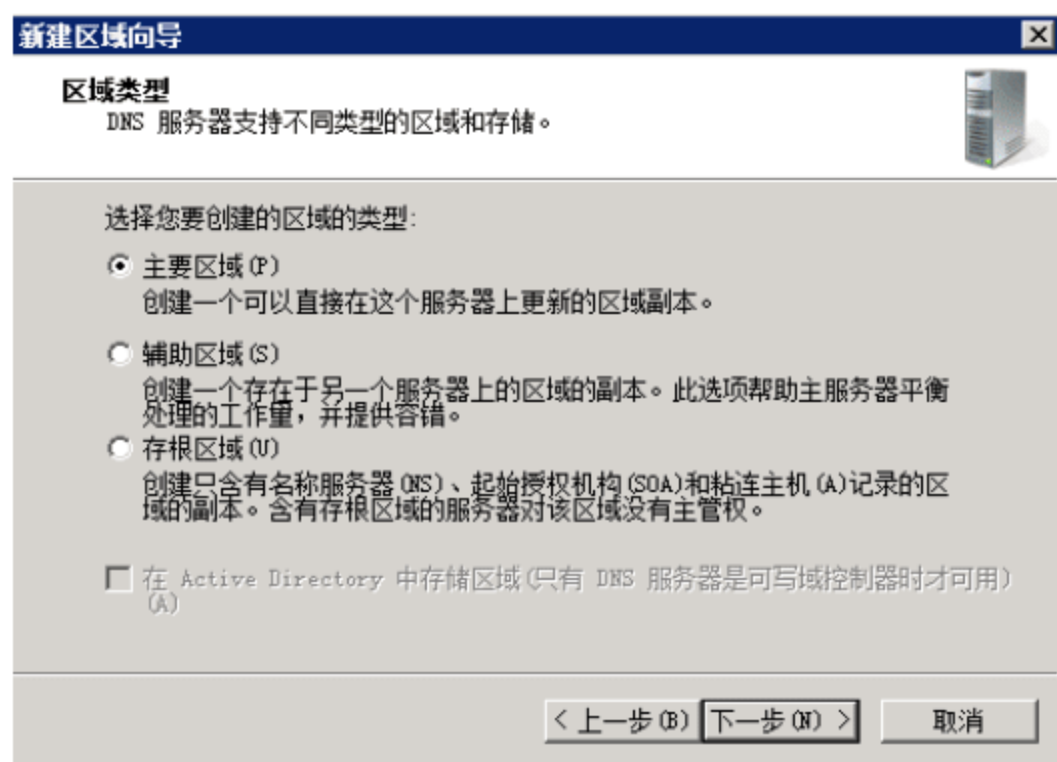 新建区域向导
区域类型
DNS 服务器支持不同类型的区域和存储。
选择您要创建的区域的类型:
主要区域(P)
创建一个可以直接在这个服务器上更新的区域副本。
辅助区域(S)
创建一个存在于另一个服务器上的区域的副本。此选项帮助主服务器平衡
处理的工作量，并提供容错。
存根区域(U)
创建只含有名称服务器(NS)、起始授权机构(SOA)和粘连主机(A)记录的区
域的副本。含有存根区域的服务器对该区域没有主管权。
在 Active Directory 中存储区域(只有 DNS 服务器是可写域控制器时才可用)
(A)
< 上一步(B) 下一步(N) > 取消